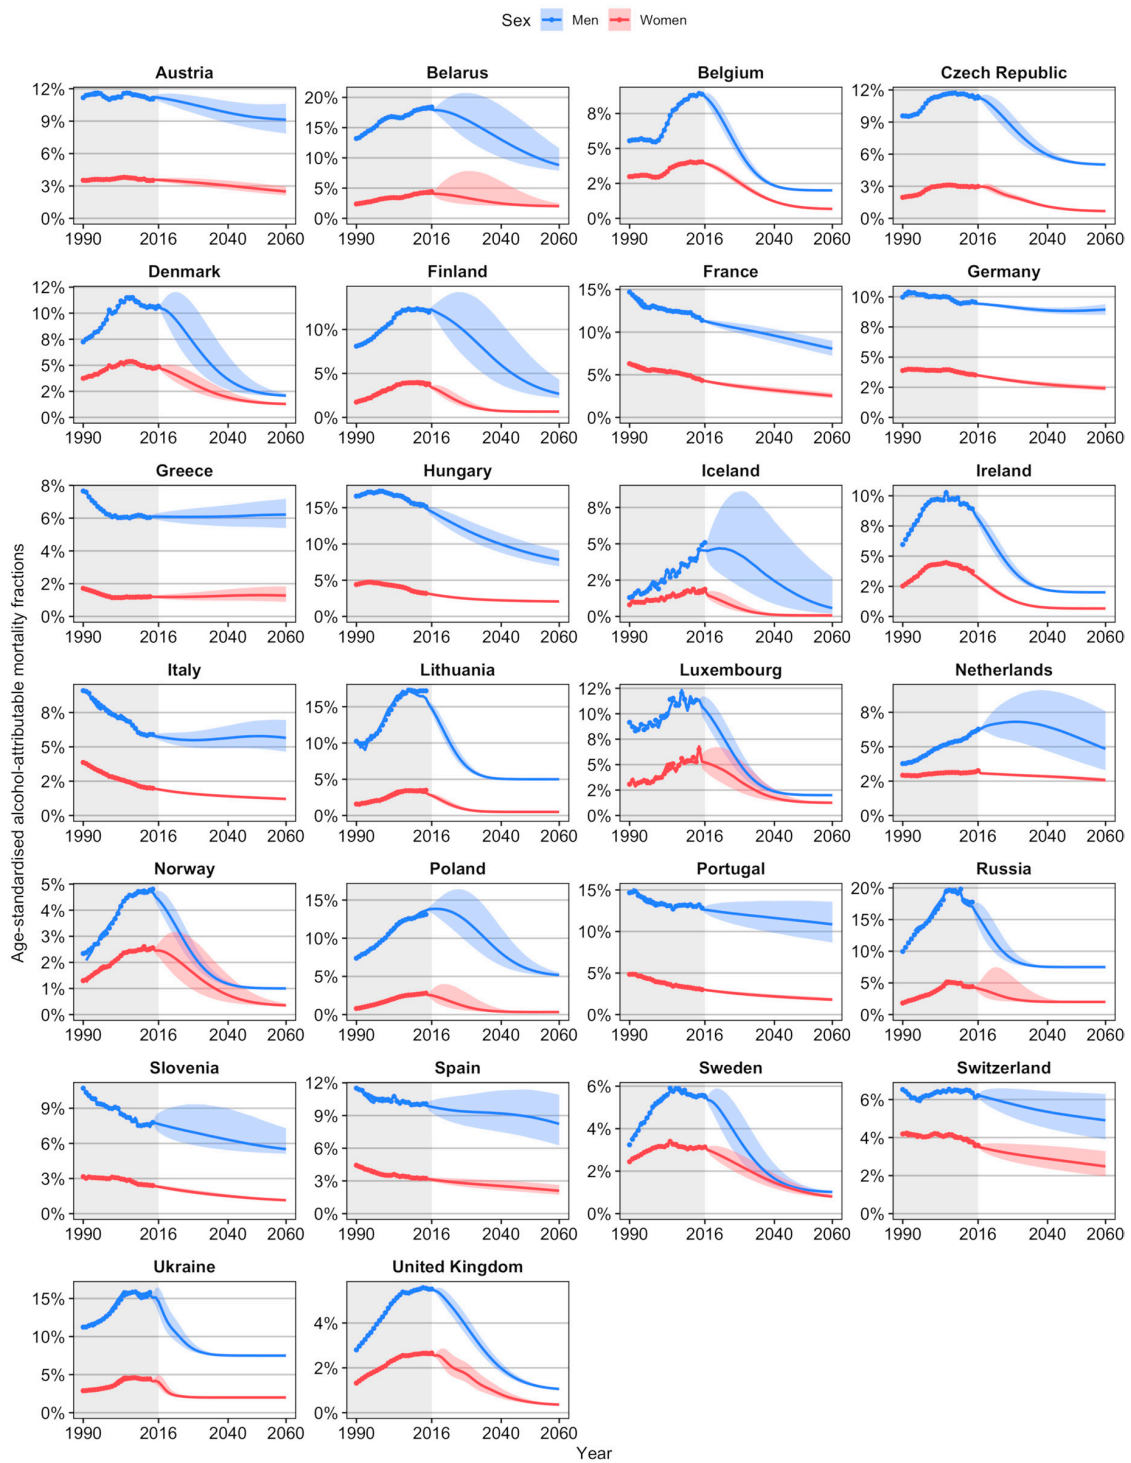 Sex Men Women
Austria Belarus Belgium Czech Republic
12% 9% 6% 3% 0%
20% 15% 10% 5% 0%
8% 5% 2% 0%
12% 9% 6% 3% 0%
1990 2016 2040 2060 1990 2016 2040 2060 1990 2016 2040 2060 1990 2016 2040 2060
Denmark Finland France Germany
12% 10% 8% 5% 2% 0%
10% 5% 0%
15% 10% 5% 0%
10% 8% 5% 2% 0%
1990 2016 2040 2060 1990 2016 2040 2060 1990 2016 2040 2060 1990 2016 2040 2060
Greece Hungary Iceland Ireland
8% 6% 4% 2% 0%
15% 10% 5% 0%
8% 5% 2% 0%
10% 8% 5% 2% 0%
1990 2016 2040 2060 1990 2016 2040 2060 1990 2016 2040 2060 1990 2016 2040 2060
Age-standardised alcohol-attributable mortality fractions
Italy Lithuania Luxembourg Netherlands
8% 5% 2% 0%
15% 10% 5% 0%
12% 10% 8% 5% 2% 0%
8% 5% 2% 0%
1990 2016 2040 2060 1990 2016 2040 2060 1990 2016 2040 2060 1990 2016 2040 2060
Norway Poland Portugal Russia
5% 4% 3% 2% 1% 0%
15% 10% 5% 0%
15% 10% 5% 0%
20% 15% 10% 5% 0%
1990 2016 2040 2060 1990 2016 2040 2060 1990 2016 2040 2060 1990 2016 2040 2060
Slovenia Spain Sweden Switzerland
9% 6% 3% 0%
12% 9% 6% 3% 0%
6% 4% 2% 0%
6% 4% 2% 0%
1990 2016 2040 2060 1990 2016 2040 2060 1990 2016 2040 2060 1990 2016 2040 2060
Ukraine United Kingdom
15% 10% 5% 0%
4% 2% 0%
1990 2016 2040 2060 1990 2016 2040 2060
Year